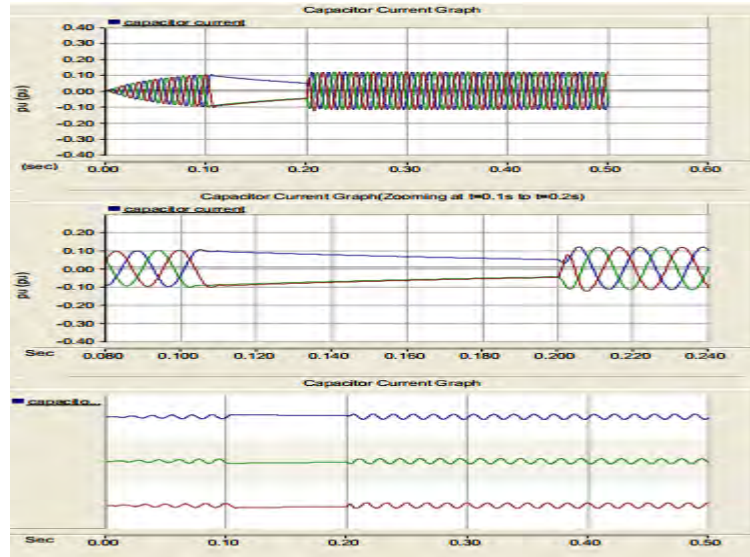 Capacitor Current Graph
capacitor current
0.40
0.30
0.20
0.10
0.00
-0.10
-0.20
-0.30
-0.40
pu (pu)
(sec) 0.00 0.10 0.20 0.30 0.40 0.50 0.60
Capacitor Current Graph(Zooming at t=0.1s to t=0.2s)
capacitor current
0.20
0.10
0.00
-0.10
-0.20
-0.30
-0.40
pu (pu)
Sec 0.080 0.100 0.120 0.140 0.160 0.180 0.200 0.220 0.240
Capacitor Current Graph
capacito...
Sec 0.00 0.10 0.20 0.30 0.40 0.50